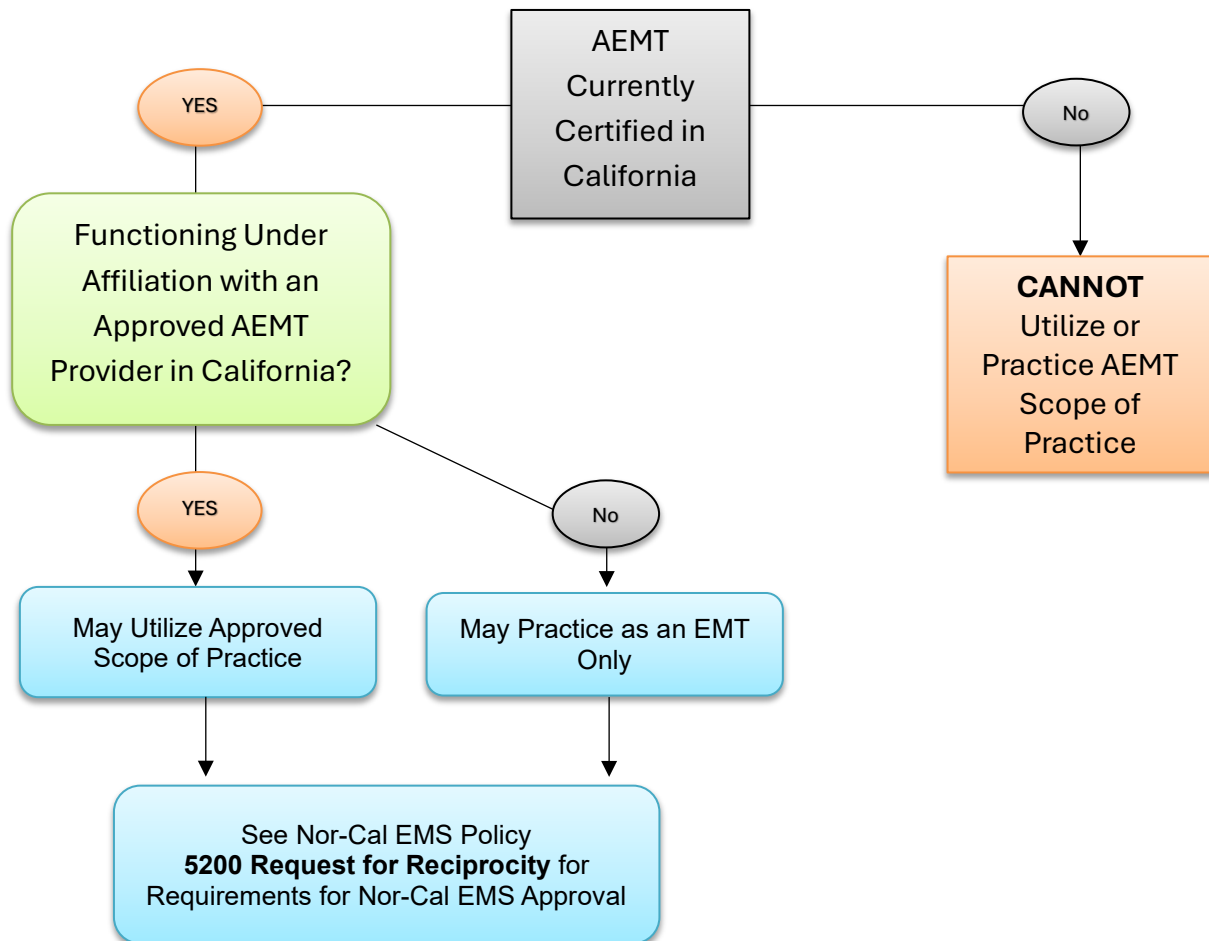 AEMT
Currently
Certified in
California
YES
No
Functioning Under
Affiliation with an
Approved AEMT
Provider in California?
CANNOT
Utilize or
Practice AEMT
Scope of
Practice
YES
No
May Utilize Approved
Scope of Practice
May Practice as an EMT
Only
See Nor-Cal EMS Policy
5200 Request for Reciprocity for
Requirements for Nor-Cal EMS Approval